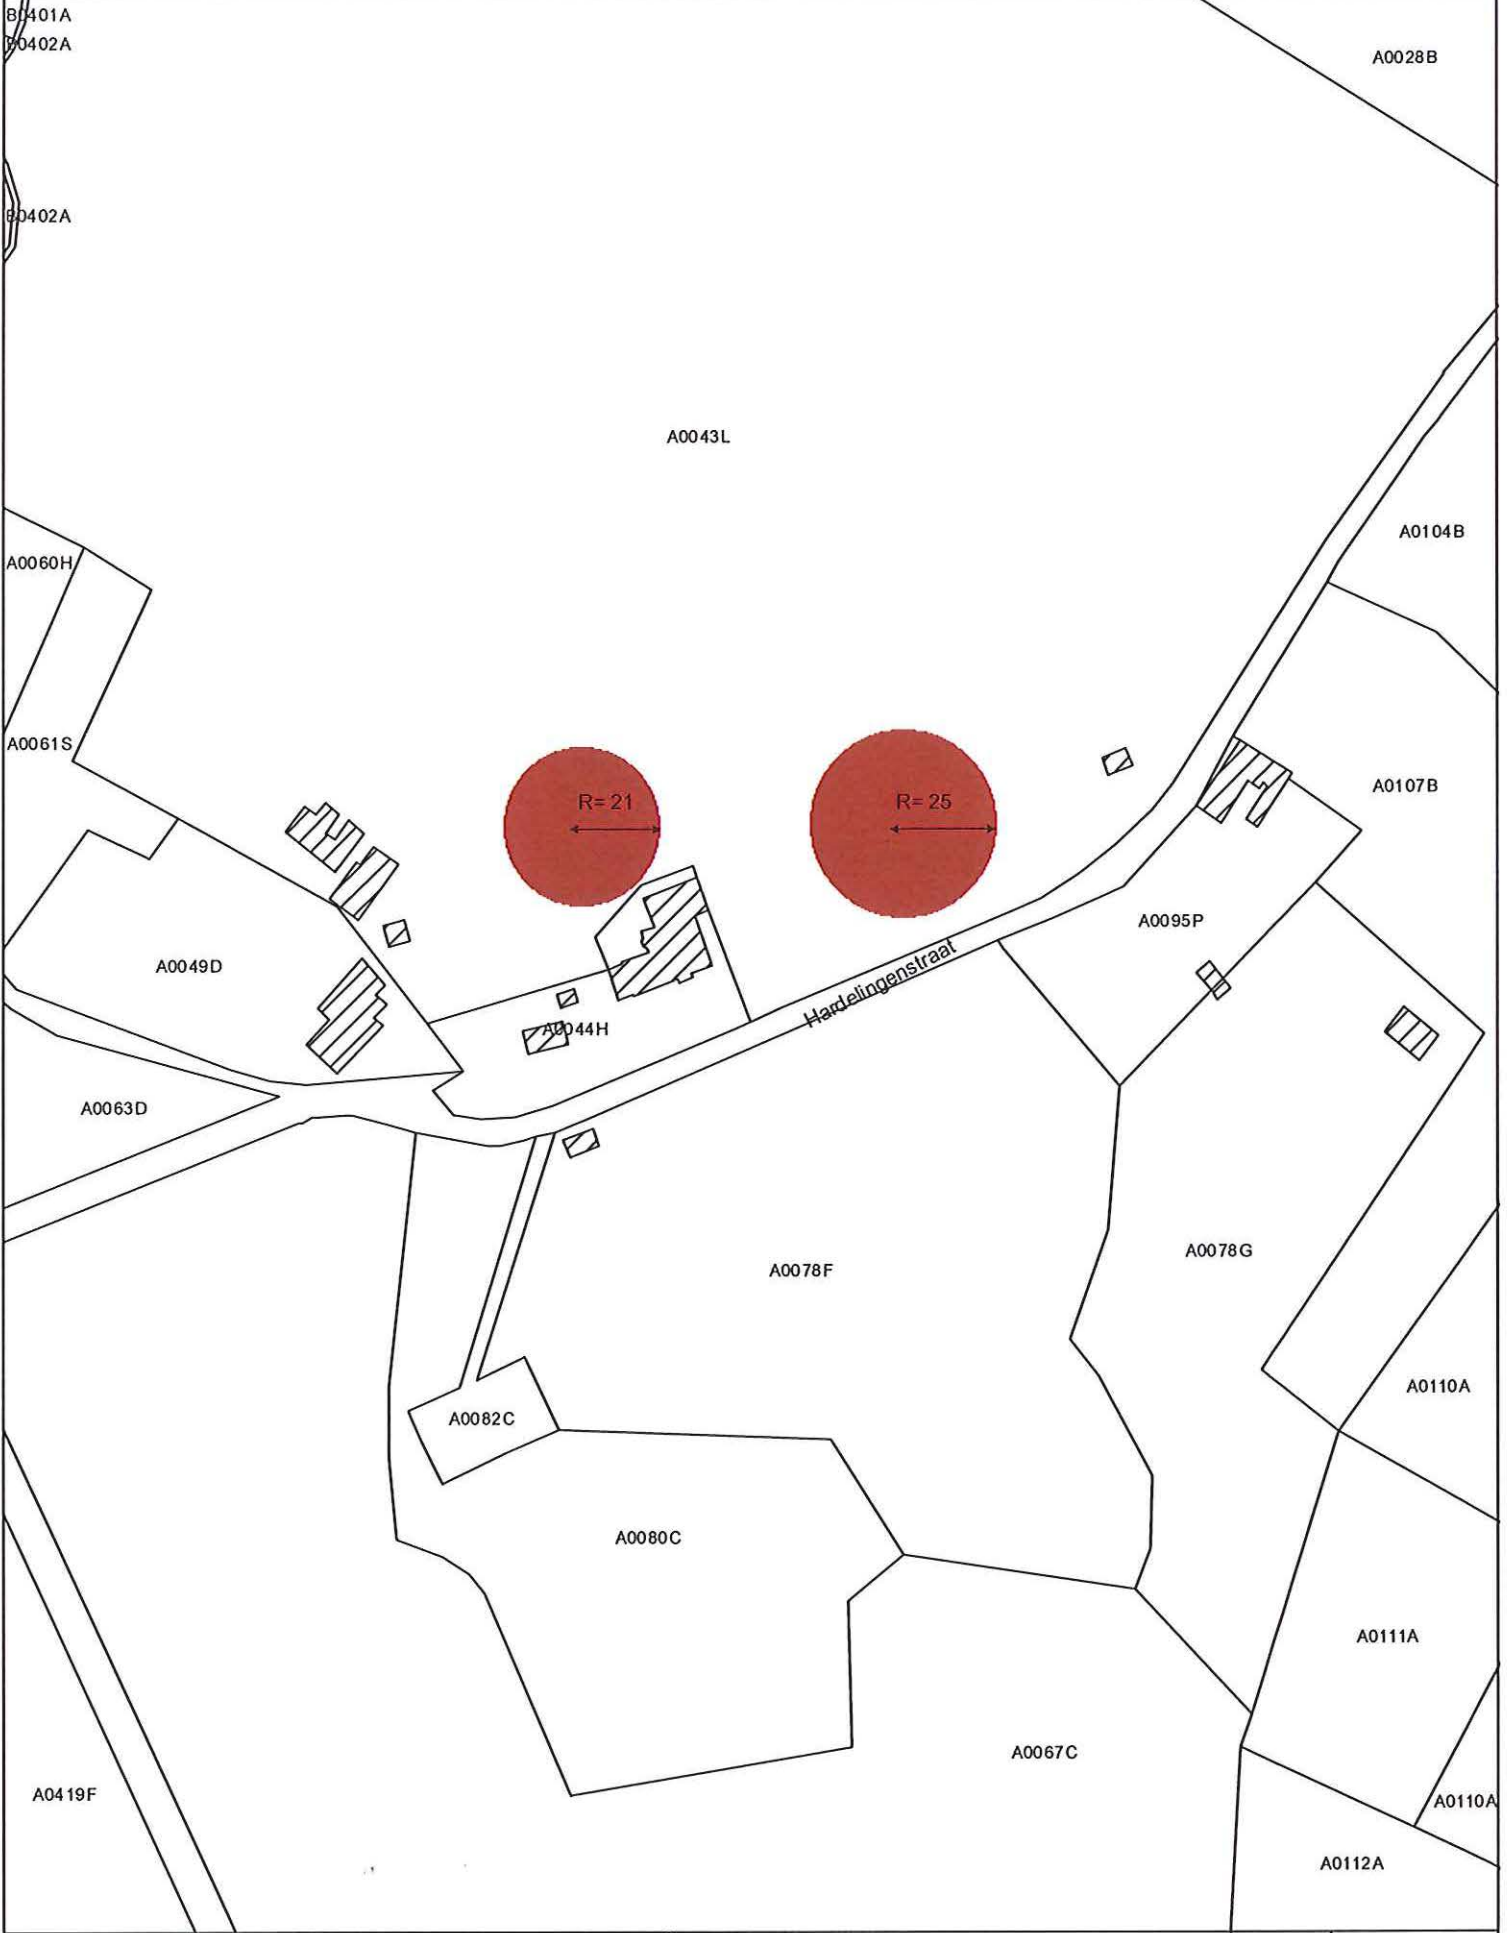 B0401A
B0402A
A0028B
B0402A
A0043L
A0104B
A0060H
A0061S
A0107B
R= 21
R= 25
A0095P
A0049D
Hardelingenstraat
A0044H
A0063D
A0078G
A0078F
A0110A
A0082C
A0080C
A0111A
A0067C
A0419F
A0110A
A0112A